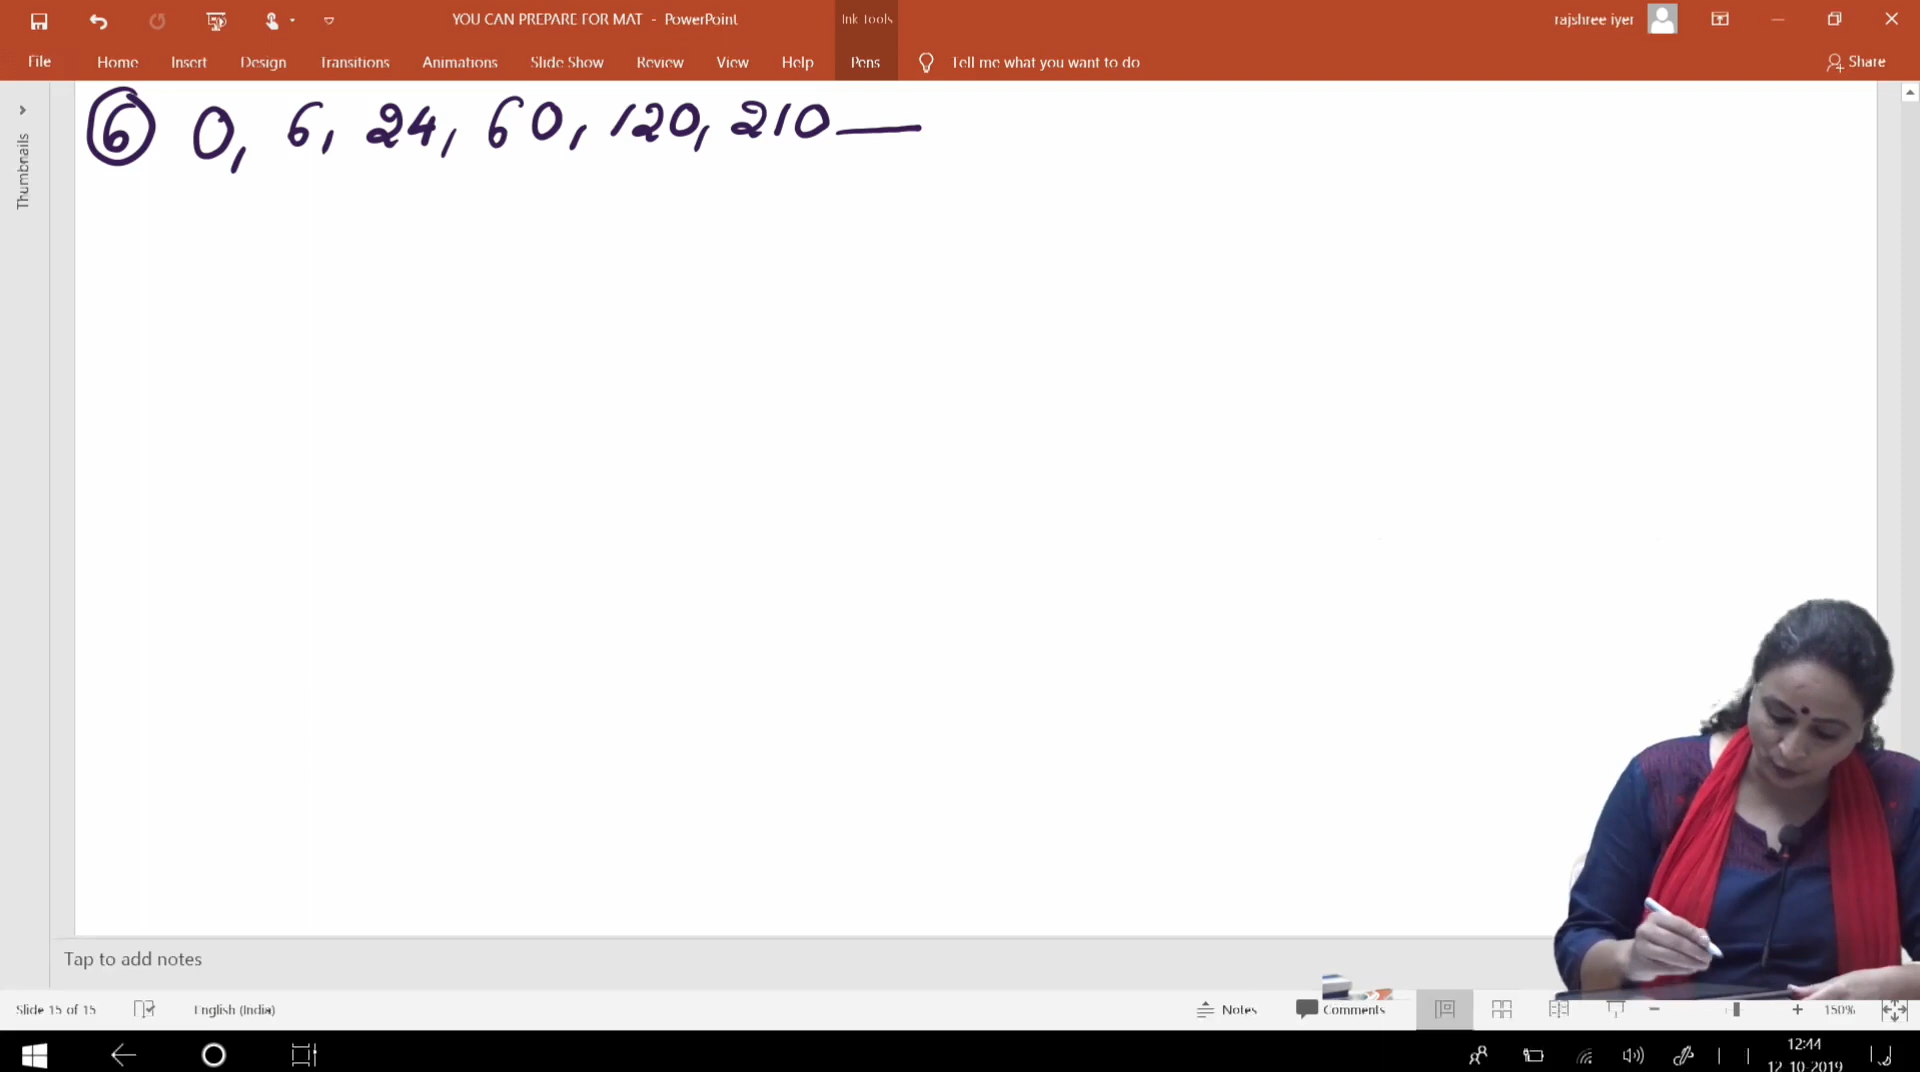 YOU CAN PREPARE FOR MAT - PowerPoint
Ink Tools
rajshree iyer
File Home Insert Design Transitions Animations Slide Show Review View Help Pens Tell me what you want to do Share
Thumbnails
6 0, 6, 24, 60, 120, 210 ___
Tap to add notes
Slide 15 of 15 English (India) Notes Comments 150%
12:44
12-10-2019